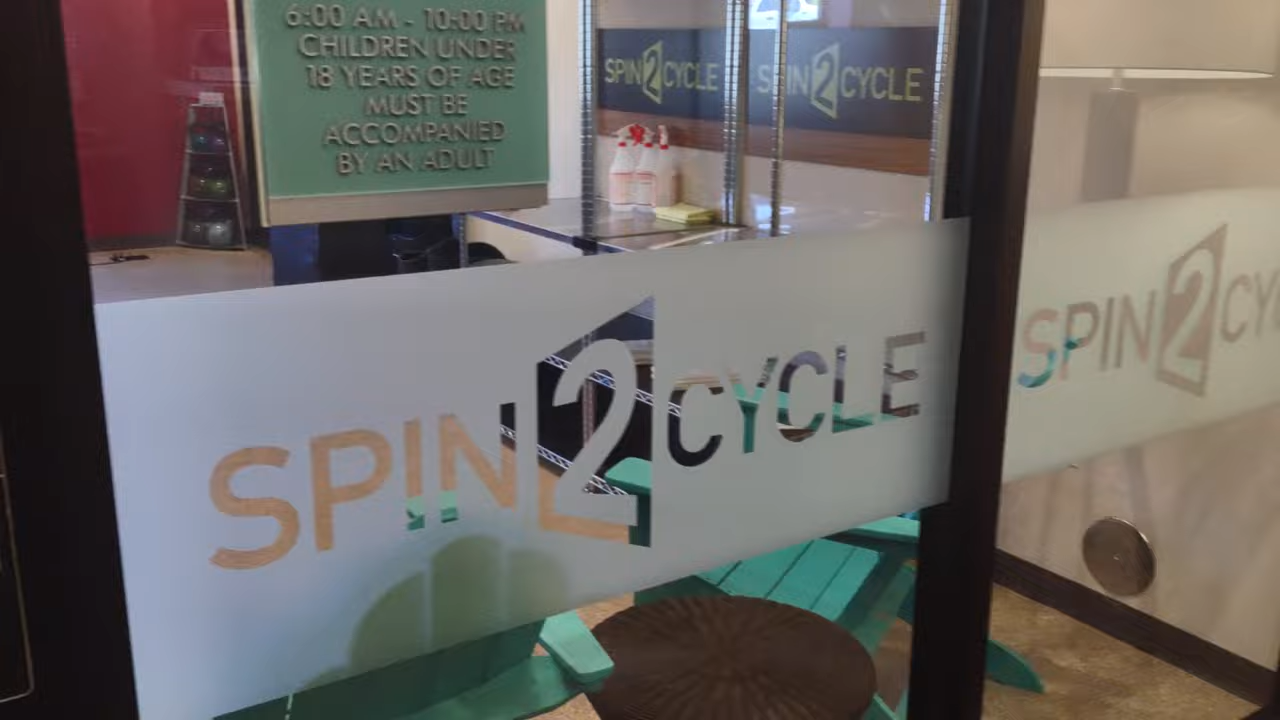 6:00 AM - 10:00 PM
CHILDREN UNDER
18 YEARS OF AGE
MUST BE
ACCOMPANIED
BY AN ADULT
SPIN2CYCLE
SPIN2CYCLE
SPIN2CYCLE
SPIN2CY